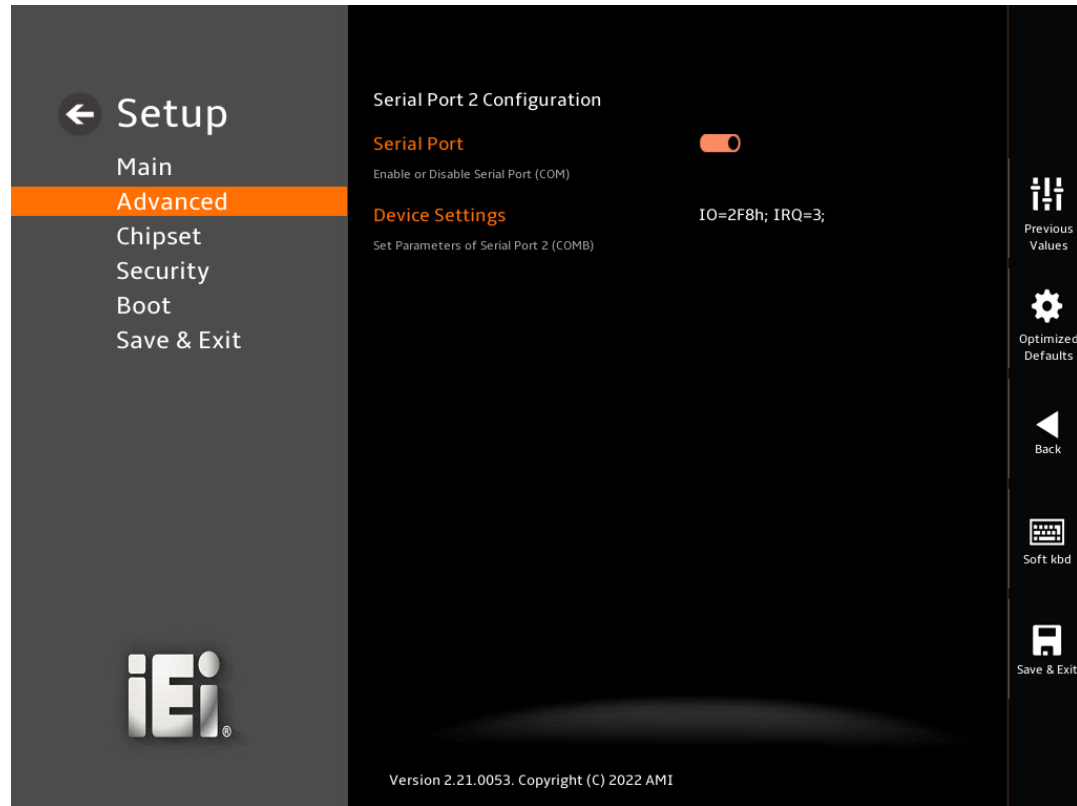 Setup
Main
Advanced
Chipset
Security
Boot
Save & Exit
iEi®
Serial Port 2 Configuration
Serial Port
Enable or Disable Serial Port (COM)
Device Settings IO=2F8h; IRQ=3;
Set Parameters of Serial Port 2 (COMB)
Version 2.21.0053. Copyright (C) 2022 AMI
Previous
Values
Optimized
Defaults
Back
Soft kbd
Save & Exit